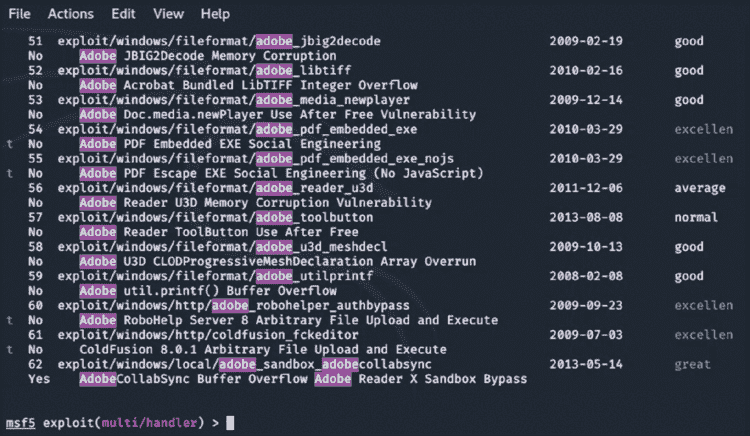 File Actions Edit View Help
51 exploit/windows/fileformat/adobe_jbig2decode 2009-02-19 good
No Adobe JBIG2Decode Memory Corruption
52 exploit/windows/fileformat/adobe_libtiff 2010-02-16 good
No Adobe Acrobat Bundled LibTIFF Integer Overflow
53 exploit/windows/fileformat/adobe_media_newplayer 2009-12-14 good
No Adobe Doc.media.newPlayer Use After Free Vulnerability
54 exploit/windows/fileformat/adobe_pdf_embedded_exe 2010-03-29 excellen
t No Adobe PDF Embedded EXE Social Engineering
55 exploit/windows/fileformat/adobe_pdf_embedded_exe_nojs 2010-03-29 excellen
t No Adobe PDF Escape EXE Social Engineering (No JavaScript)
56 exploit/windows/fileformat/adobe_reader_u3d 2011-12-06 average
No Adobe Reader U3D Memory Corruption Vulnerability
57 exploit/windows/fileformat/adobe_toolbutton 2013-08-08 normal
No Adobe Reader ToolButton Use After Free
58 exploit/windows/fileformat/adobe_u3d_meshdecl 2009-10-13 good
No Adobe U3D CLODProgressiveMeshDeclaration Array Overrun
59 exploit/windows/fileformat/adobe_utilprintf 2008-02-08 good
No Adobe util.printf() Buffer Overflow
60 exploit/windows/http/adobe_robohelper_authbypass 2009-09-23 excellen
t No Adobe RoboHelp Server 8 Arbitrary File Upload and Execute
61 exploit/windows/http/coldfusion_fckeditor 2009-07-03 excellen
t No ColdFusion 8.0.1 Arbitrary File Upload and Execute
62 exploit/windows/local/adobe_sandbox_adobecollabsync 2013-05-14 great
Yes AdobeCollabSync Buffer Overflow Adobe Reader X Sandbox Bypass
msf5 exploit(multi/handler) >